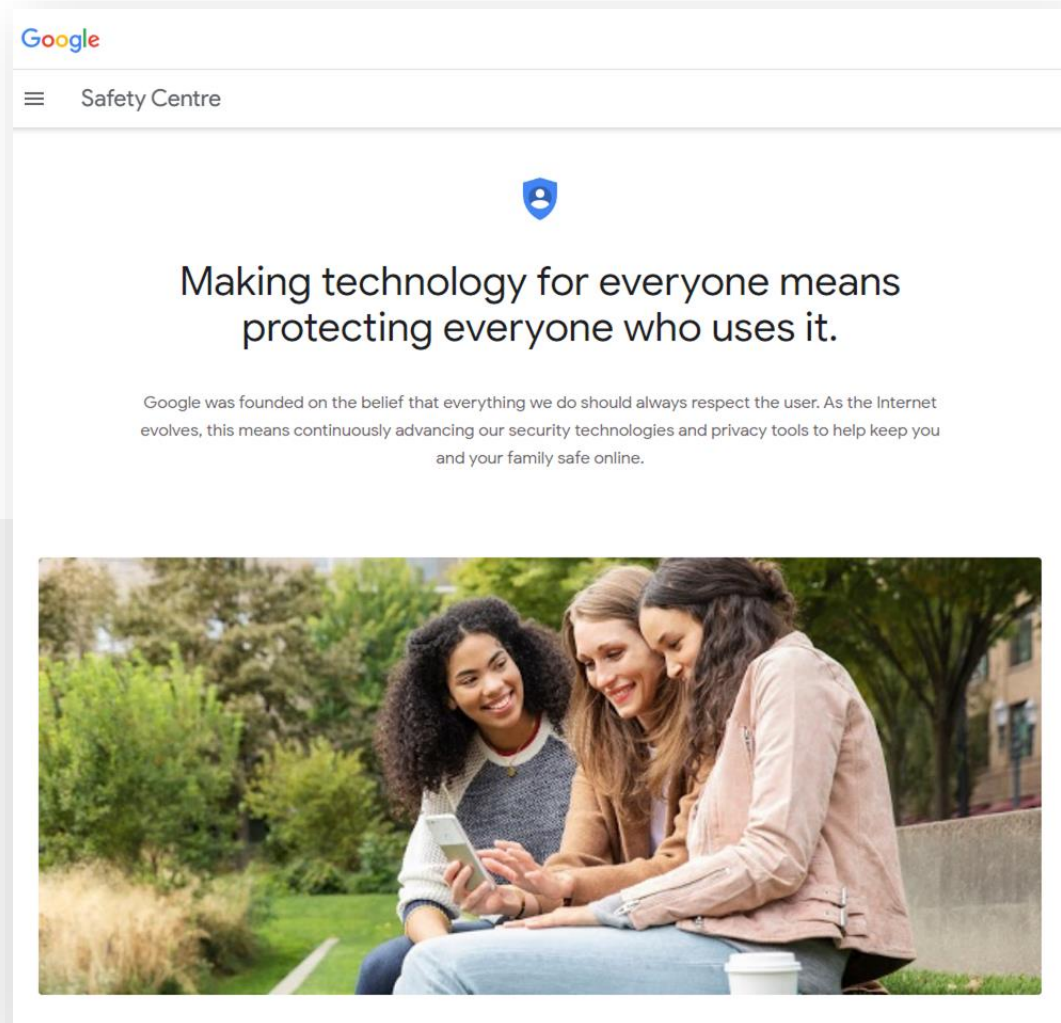 Google
Safety Centre
Making technology for everyone means
protecting everyone who uses it.
Google was founded on the belief that everything we do should always respect the user. As the Internet
evolves, this means continuously advancing our security technologies and privacy tools to help keep you
and your family safe online.